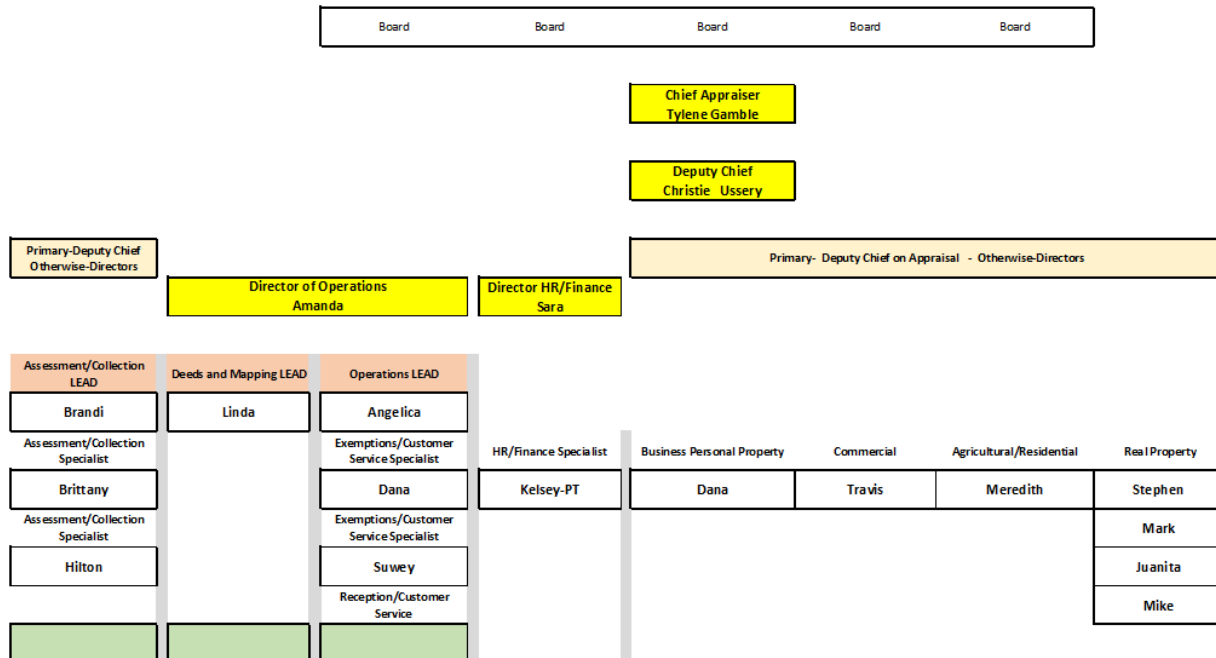 Board Board Board Board Board
Chief Appraiser
Tylene Gamble
Deputy Chief
Christie Ussery
Primary-Deputy Chief
Otherwise-Directors
Primary- Deputy Chief on Appraisal - Otherwise-Directors
Director of Operations
Amanda
Director HR/Finance
Sara
Assessment/Collection
LEAD
Deeds and Mapping LEAD
Operations LEAD
Brandi
Linda
Angelica
Assessment/Collection
Specialist
Exemptions/Customer
Service Specialist
HR/Finance Specialist
Business Personal Property
Commercial
Agricultural/Residential
Real Property
Brittany
Dana
Kelsey-PT
Dana
Travis
Meredith
Stephen
Assessment/Collection
Specialist
Exemptions/Customer
Service Specialist
Mark
Hilton
Suwey
Juanita
Reception/Customer
Service
Mike